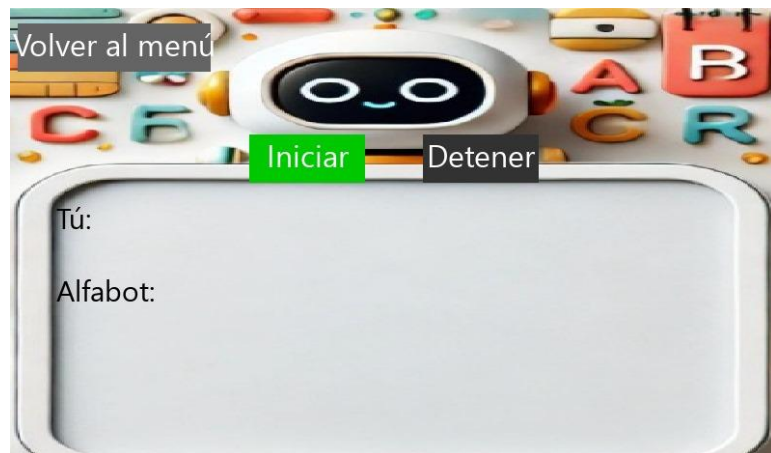 Volver al menú
B
A
C
R
Iniciar
Detener
Tú:
Alfabot: